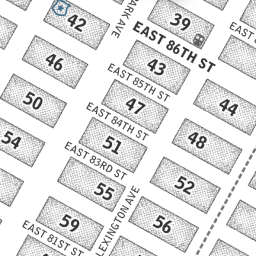 42
PARK AVE
39
EAST 86TH ST
46
43
EAST 85TH ST
50
47
44
EAST 84TH ST
54
51
48
EAST 83RD ST
55
52
LEXINGTON AVE
59
56
EAST 81ST ST